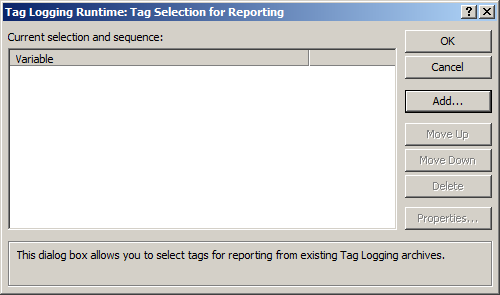 Tag Logging Runtime: Tag Selection for Reporting
Current selection and sequence:
Variable
OK
Cancel
Add...
Move Up
Move Down
Delete
Properties...
This dialog box allows you to select tags for reporting from existing Tag Logging archives.